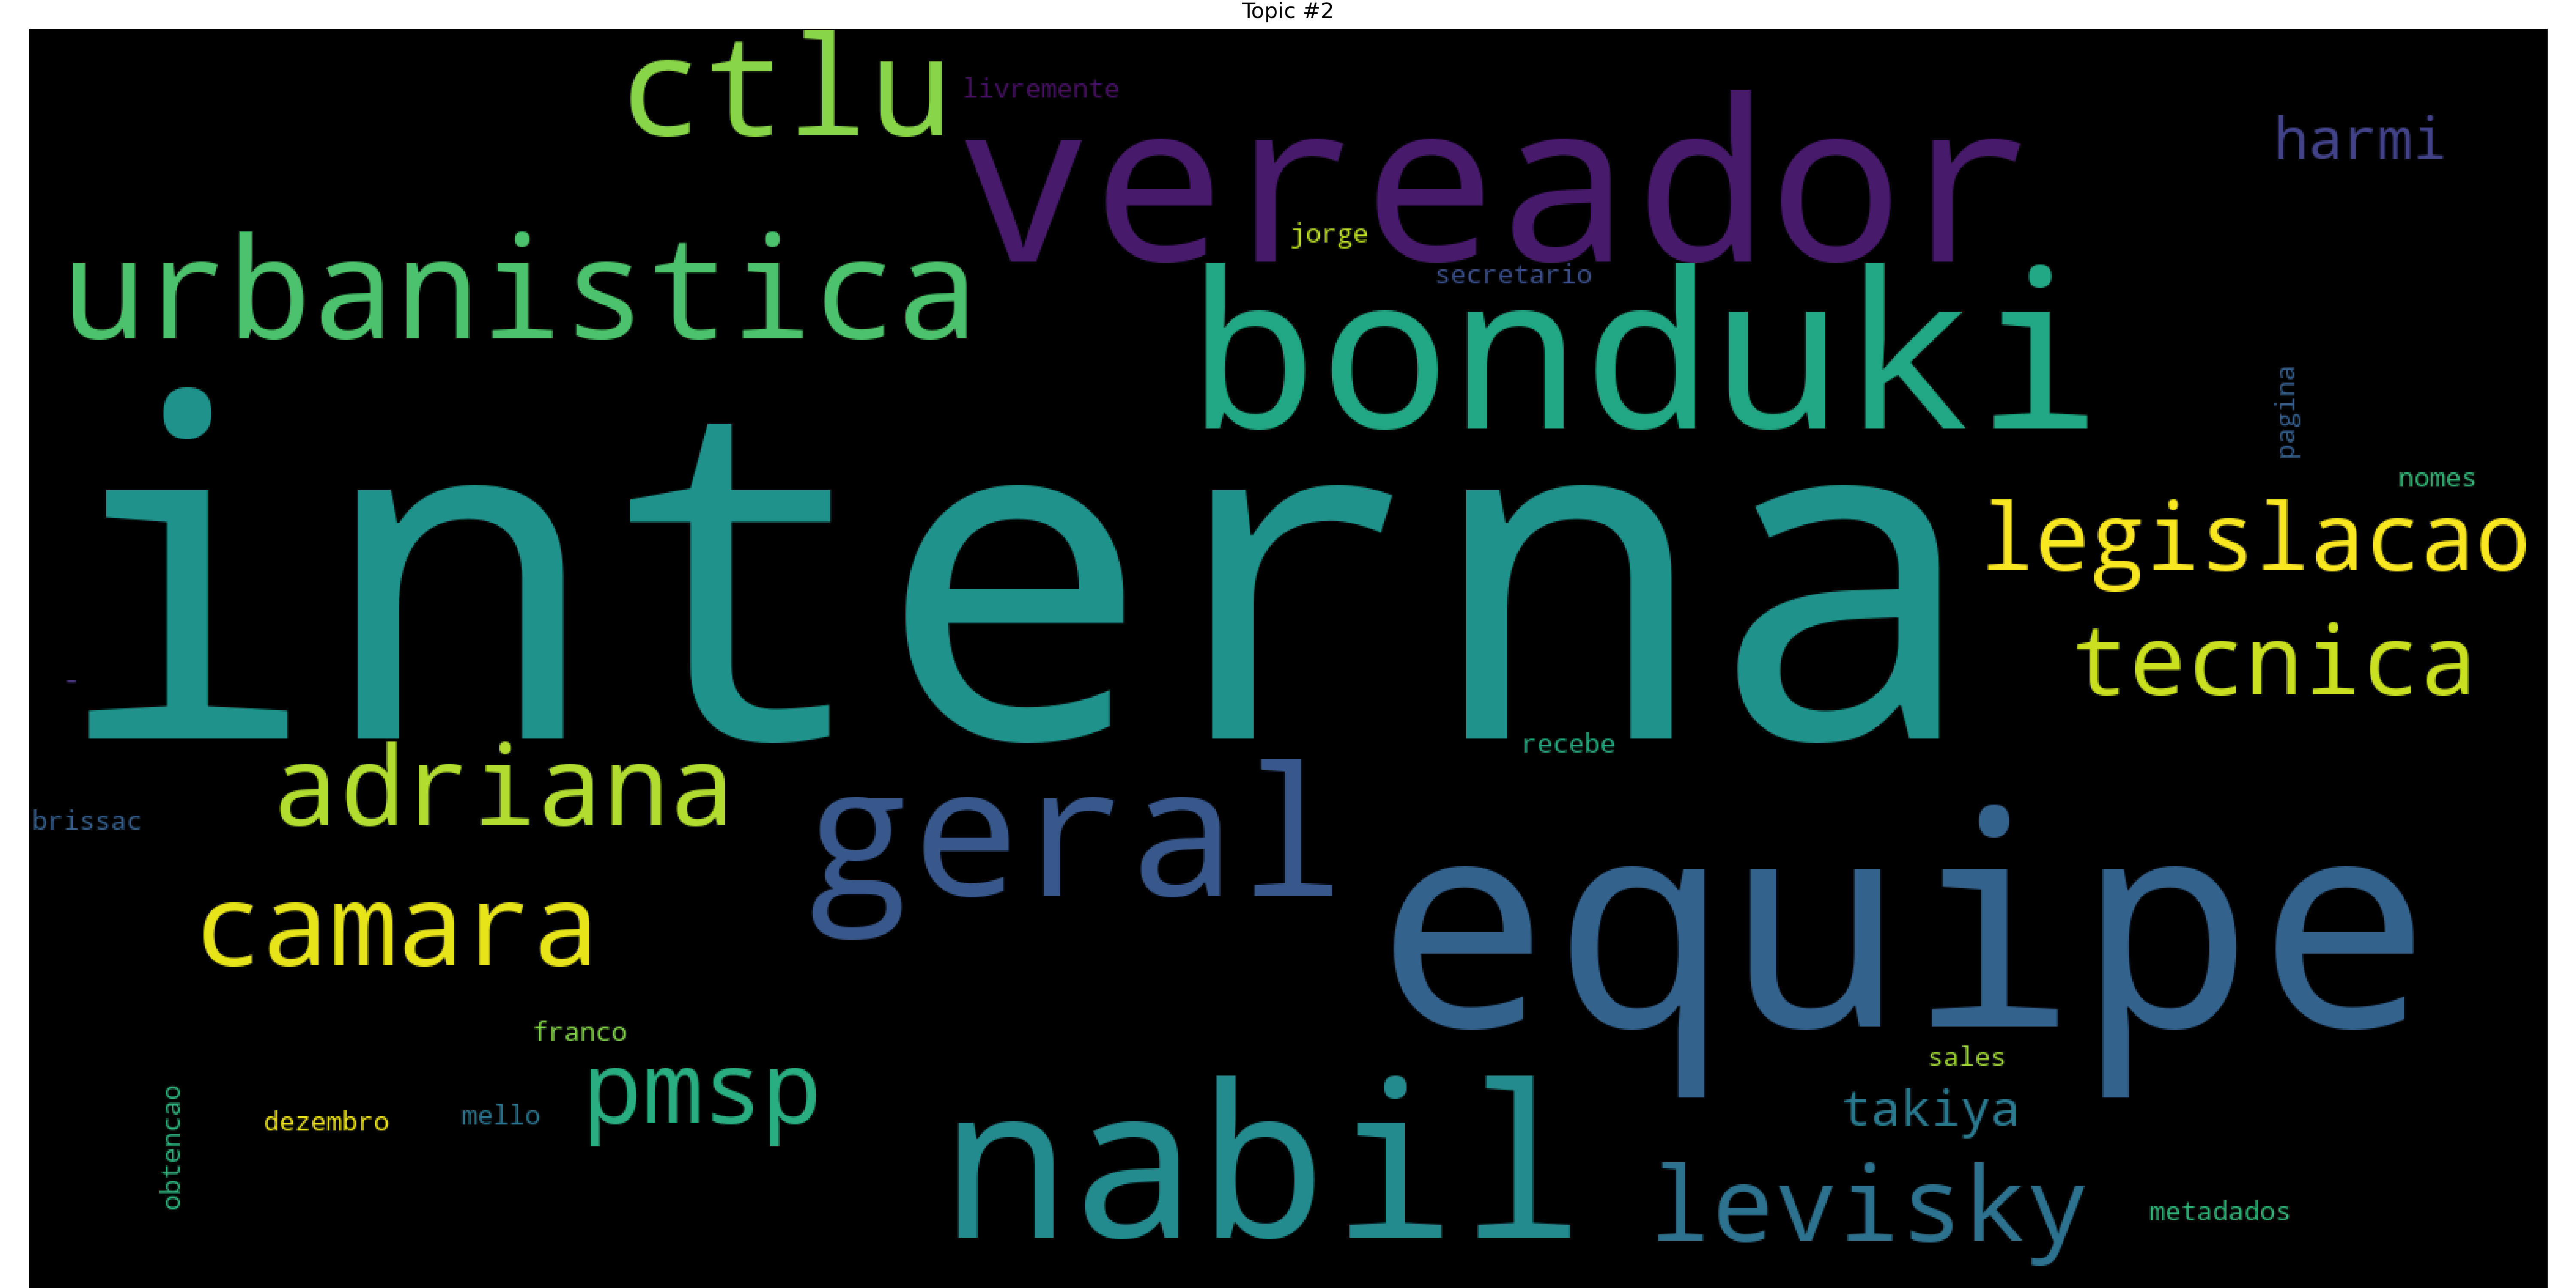 Topic #2
ctlu
livremente
vereador
harmi
urbanistica
jorge
secretario
bonduki
pagina
nomes
interna
legislacao
tecnica
-
recebe
adriana
brissac
geral
equipe
camara
franco
pmsp
sales
obtencao
dezembro
mello
nabil
takiya
levisky
metadados